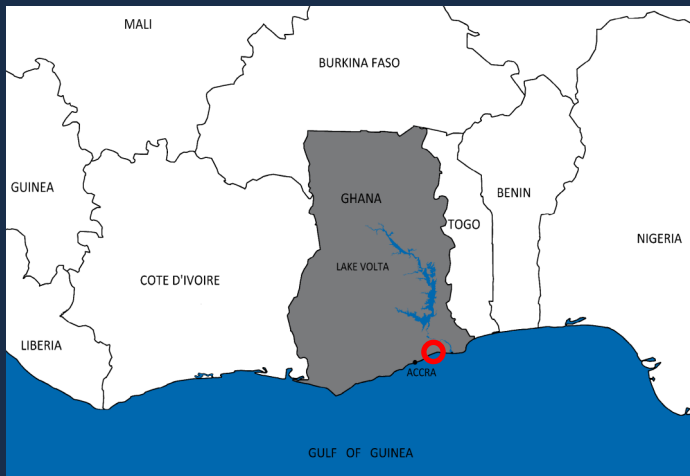 MALI
BURKINA FASO
GUINEA
GHANA
BENIN
TOGO
NIGERIA
LAKE VOLTA
COTE D'IVOIRE
LIBERIA
ACCRA
GULF OF GUINEA